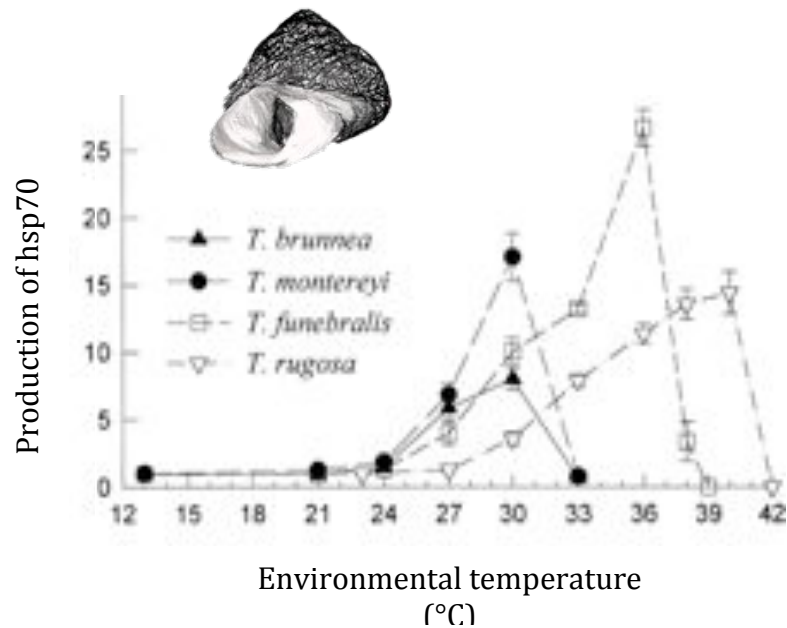 Production of hsp70
25
20
15
10
5
0
T. brunnea
T. montereyi
T. funebralis
T. rugosa
12 15 18 21 24 27 30 33 36 39 42
Environmental temperature
(°C)